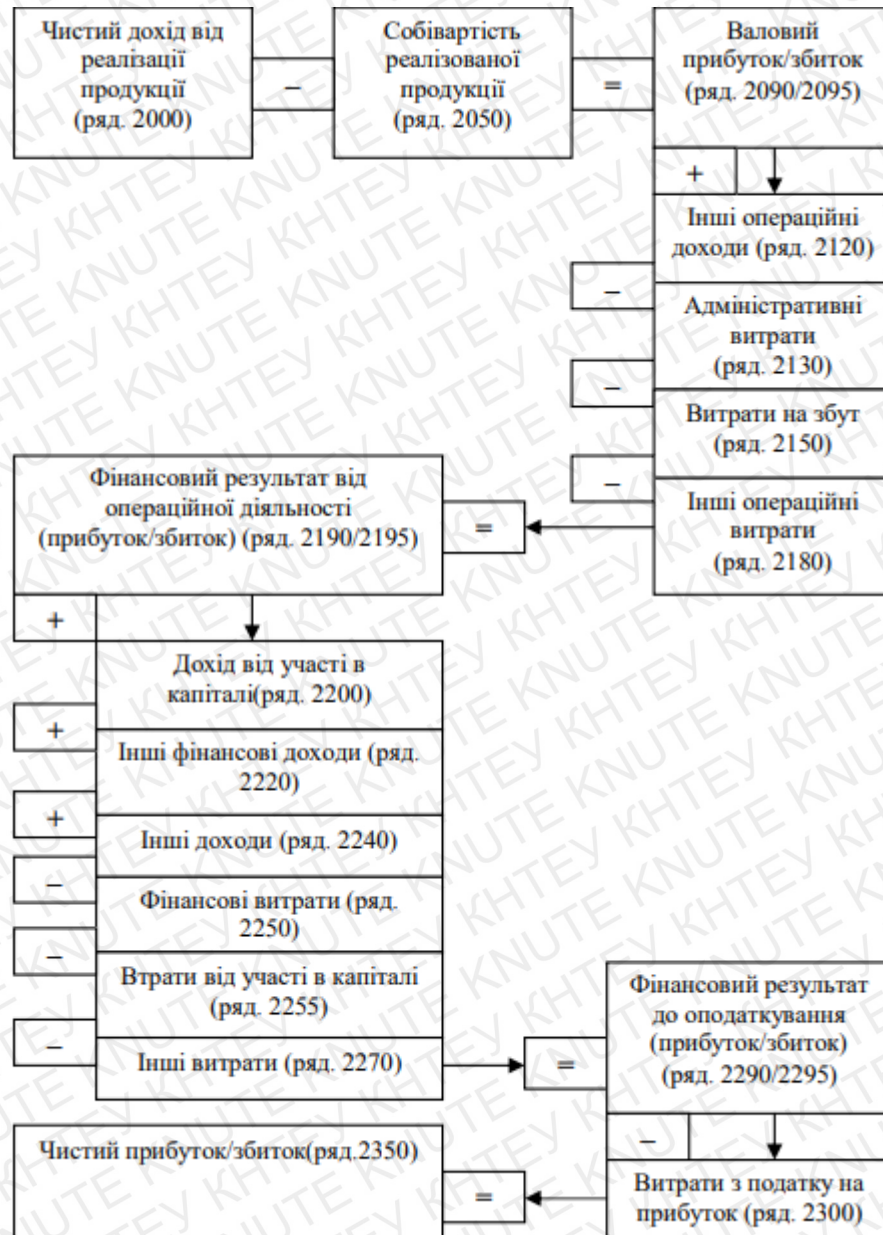 Чистий дохід від
реалізації
продукції
(ряд. 2000)
–
Собівартість
реалізованої
продукції
(ряд. 2050)
=
Валовий
прибуток/збиток
(ряд. 2090/2095)
+
Інші операційні
доходи (ряд. 2120)
–
Адміністративні
витрати
(ряд. 2130)
–
Витрати на збут
(ряд. 2150)
–
Інші операційні
витрати
(ряд. 2180)
=
Фінансовий результат від
операційної діяльності
(прибуток/збиток) (ряд. 2190/2195)
+
Дохід від участі в
капіталі(ряд. 2200)
+
Інші фінансові доходи (ряд.
2220)
+
Інші доходи (ряд. 2240)
–
Фінансові витрати (ряд.
2250)
–
Втрати від участі в капіталі
(ряд. 2255)
–
Інші витрати (ряд. 2270)
=
Фінансовий результат
до оподаткування
(прибуток/збиток)
(ряд. 2290/2295)
–
Витрати з податку на
прибуток (ряд. 2300)
=
Чистий прибуток/збиток(ряд.2350)